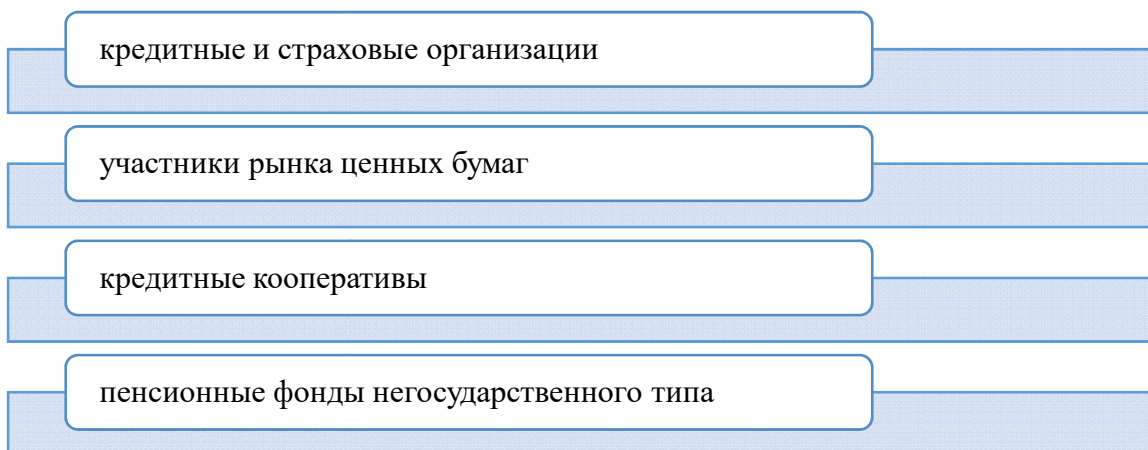 кредитные и страховые организации
участники рынка ценных бумаг
кредитные кооперативы
пенсионные фонды негосударственного типа